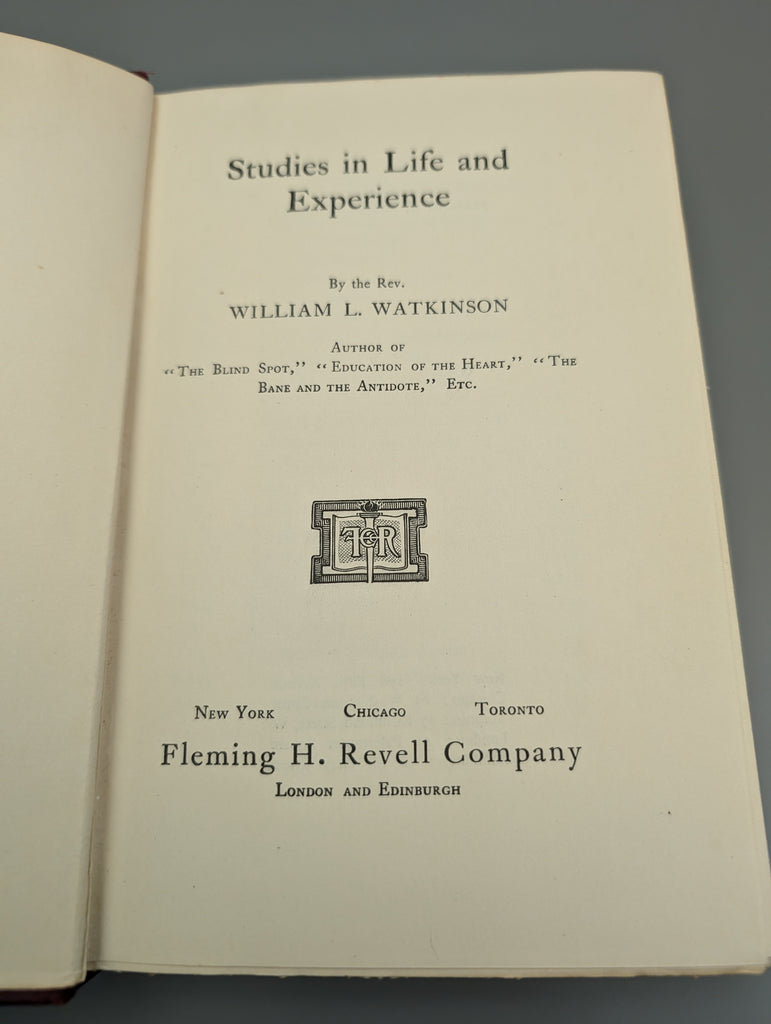 Studies in Life and
Experience
By the Rev.
WILLIAM L. WATKINSON
AUTHOR OF
“THE BLIND SPOT,” “EDUCATION OF THE HEART,” “THE
BANE AND THE ANTIDOTE,” ETC.
F H R
NEW YORK CHICAGO TORONTO
Fleming H. Revell Company
LONDON AND EDINBURGH